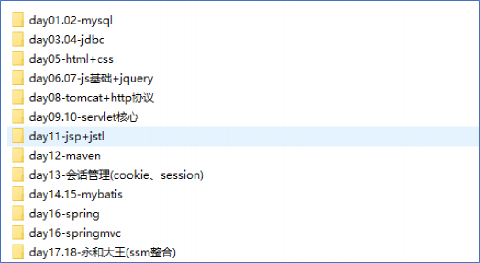 day01.02-mysql
day03.04-jdbc
day05-html+css
day06.07-js基础+jquery
day08-tomcat+http协议
day09.10-servlet核心
day11-jsp+jstl
day12-maven
day13-会话管理(cookie、session)
day14.15-mybatis
day16-spring
day16-springmvc
day17.18-永和大王(ssm整合)